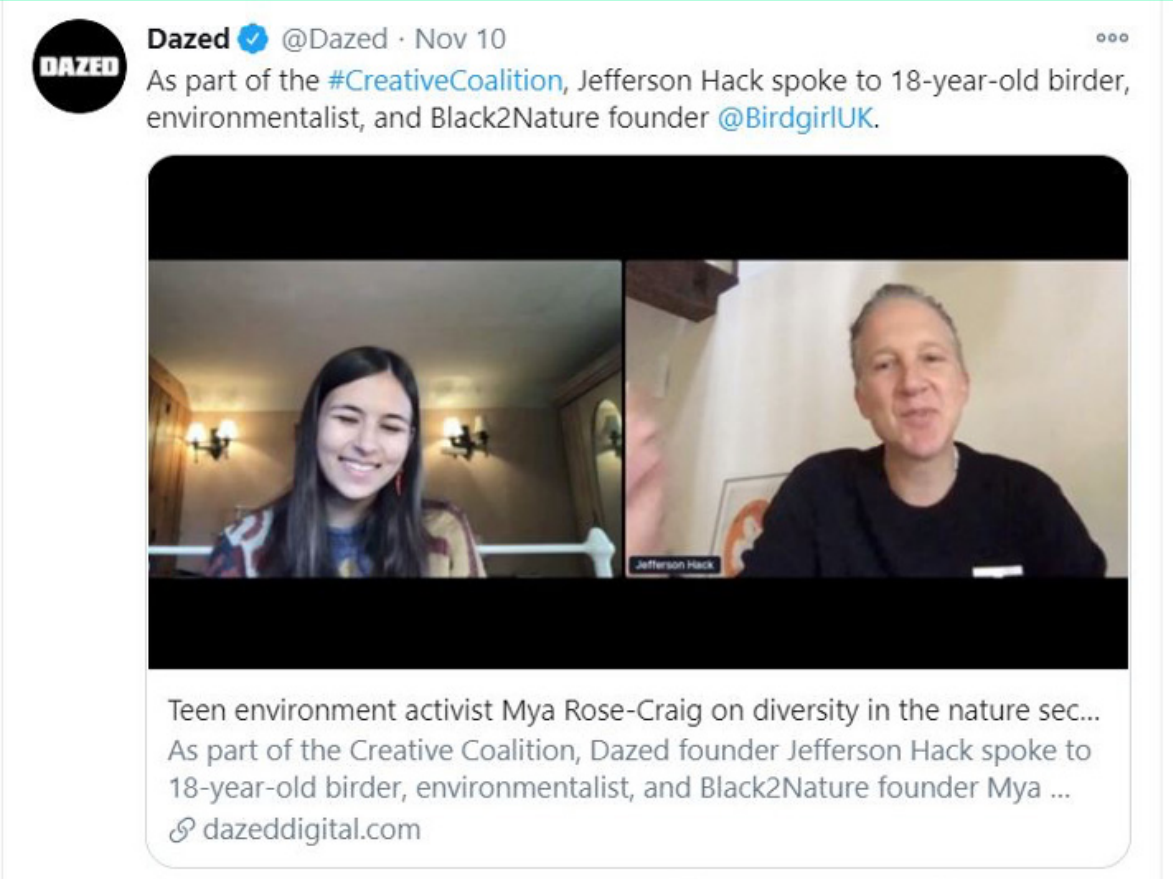 DAZED
Dazed @Dazed · Nov 10
As part of the #CreativeCoalition, Jefferson Hack spoke to 18-year-old birder,
environmentalist, and Black2Nature founder @BirdgirlUK.
Jefferson Hack
Teen environment activist Mya Rose-Craig on diversity in the nature sec...
As part of the Creative Coalition, Dazed founder Jefferson Hack spoke to
18-year-old birder, environmentalist, and Black2Nature founder Mya ...
dazeddigital.com